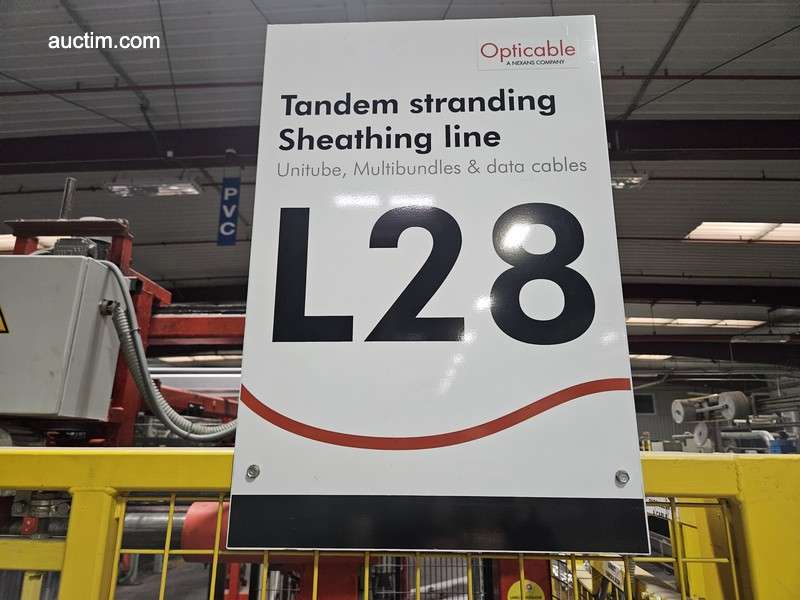 auctim.com
Opticable
A NEXANS COMPANY
Tandem stranding
Sheathing line
Unitube, Multibundles & data cables
L28
PVC